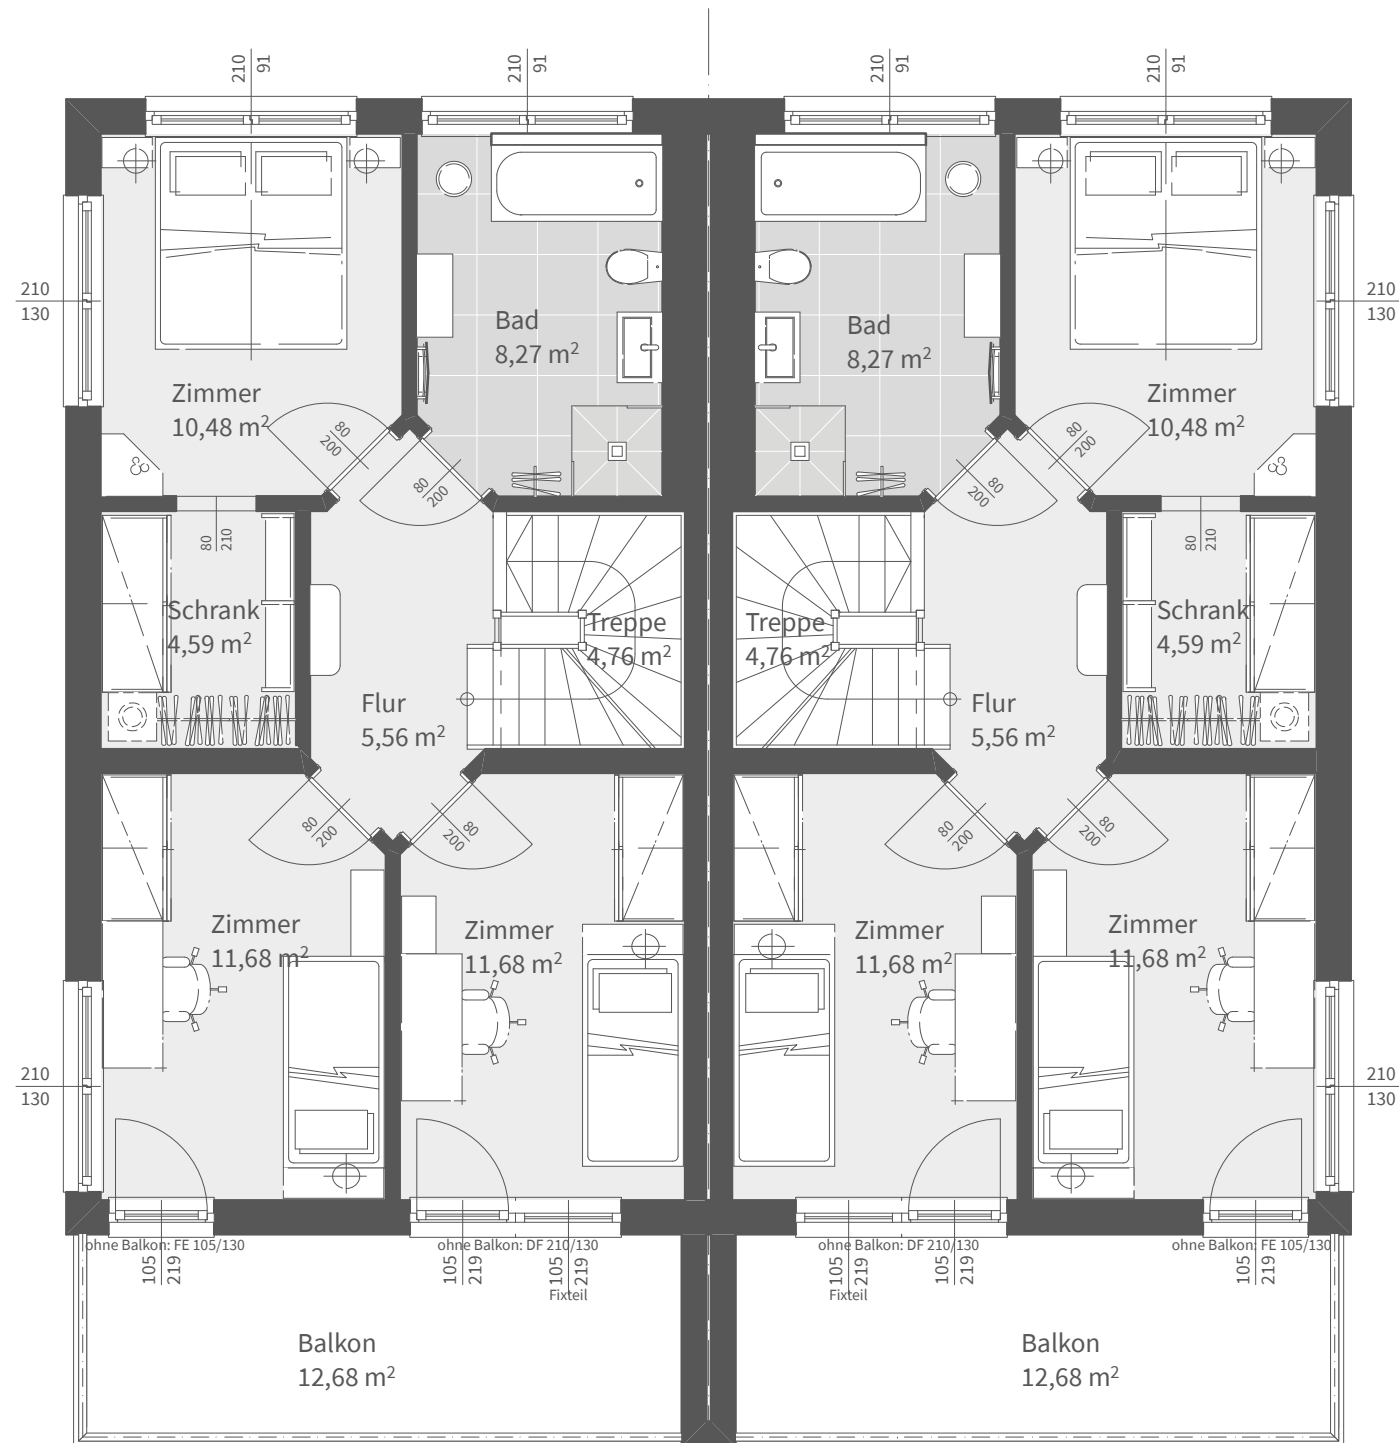 210
91
210
91
210
91
210
91
210
130
210
130
Bad
8,27 m²
Bad
8,27 m²
Zimmer
10,48 m²
Zimmer
10,48 m²
80
200
80
200
80
200
80
200
80
210
80
210
Schrank
4,59 m²
Treppe
4,76 m²
Treppe
4,76 m²
Schrank
4,59 m²
Flur
5,56 m²
Flur
5,56 m²
80
200
80
200
80
200
80
200
Zimmer
11,68 m²
Zimmer
11,68 m²
Zimmer
11,68 m²
Zimmer
11,68 m²
210
130
210
130
ohne Balkon: FE 105/130
ohne Balkon: DF 210/130
ohne Balkon: DF 210/130
ohne Balkon: FE 105/130
105
219
105
219
105
219
Fixteil
105
219
Fixteil
105
219
105
219
Balkon
12,68 m²
Balkon
12,68 m²